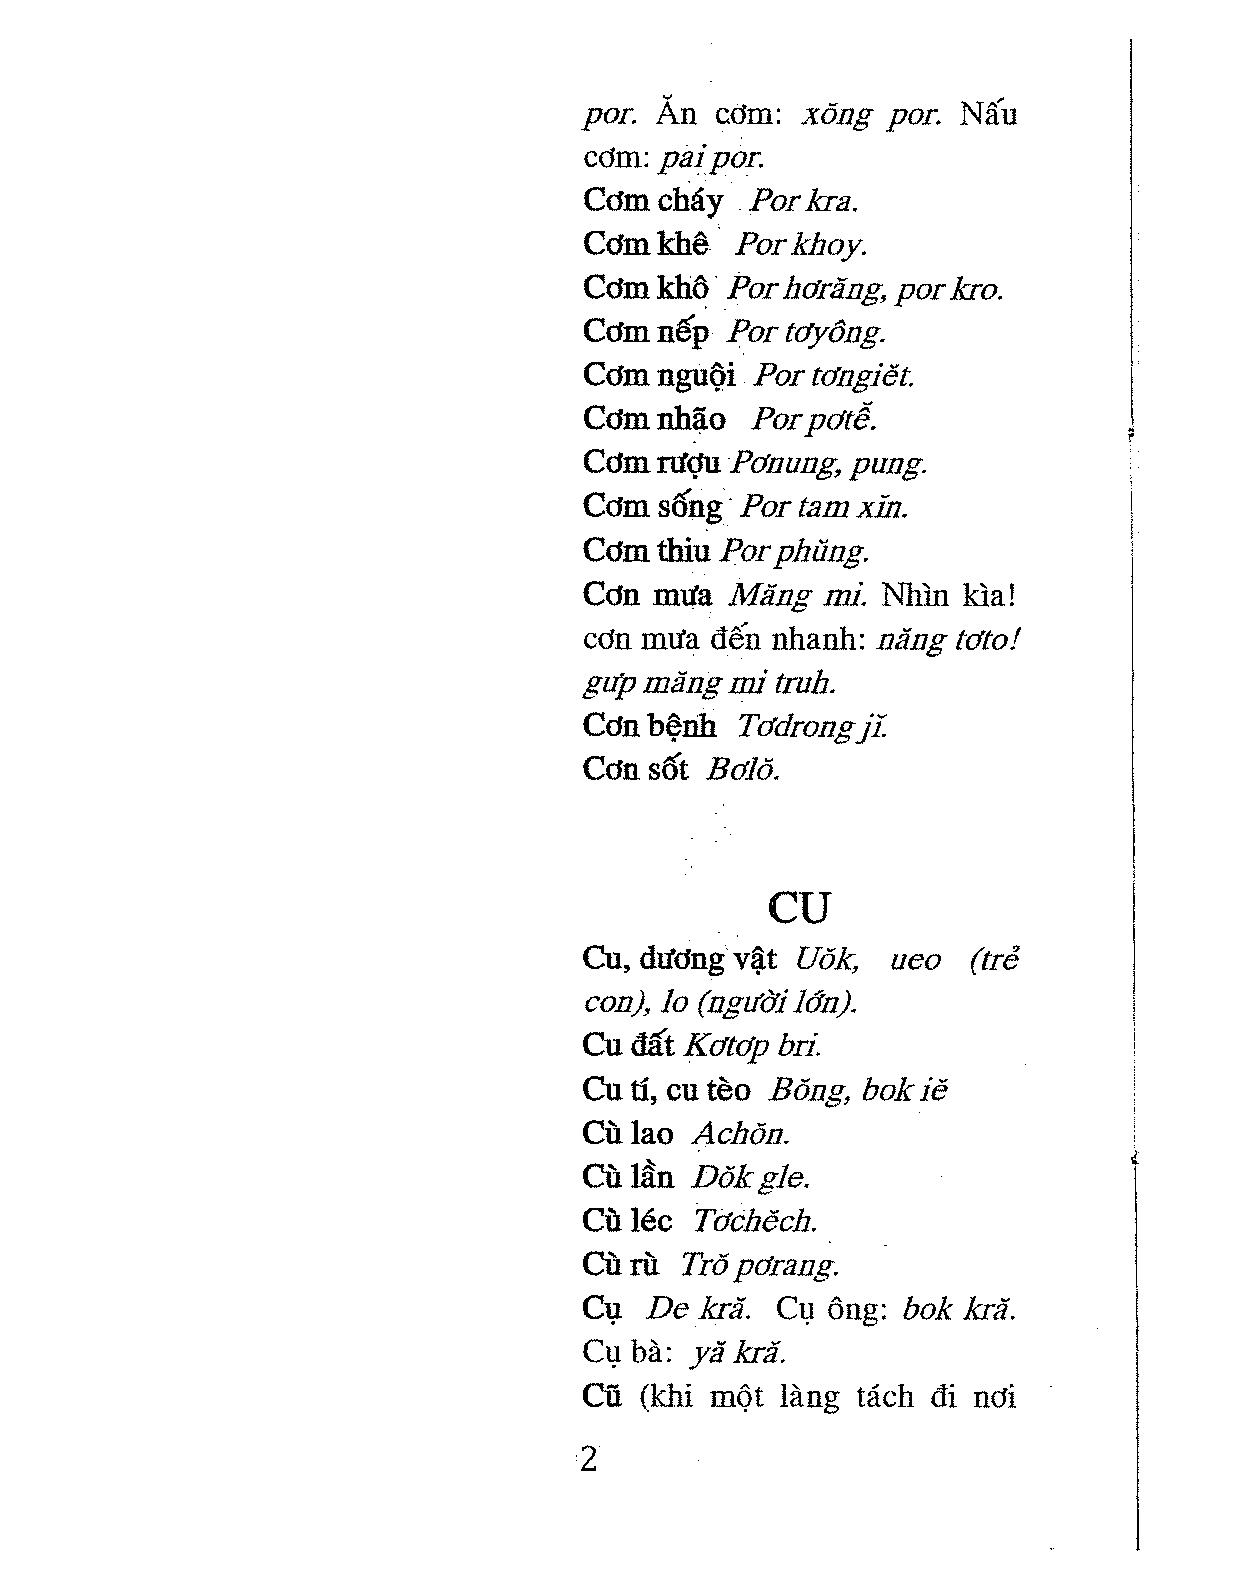 por. Ăn cơm: xŏng por. Nấu
cơm: pai por.
Cơm cháy Por kra.
Cơm khê Por khoy.
Cơm khô Por hơrăng, por kro.
Cơm nếp Por tơyông.
Cơm nguội Por tơngiĕt.
Cơm nhão Por pơtê̆.
Cơm rượu Pơnung, pung.
Cơm sống Por tam xĭn.
Cơm thiu Por phŭng.
Cơn mưa Măng mi. Nhìn kìa!
cơn mưa đến nhanh: năng tơto!
gưp măng mi truh.
Cơn bệnh Tơdrong jĭ.
Cơn sốt Bơlŏ.
CU
Cu, dương vật Uŏk, ueo (trẻ
con), lo (người lớn).
Cu đất Kơtơp bri.
Cu tí, cu tèo Bŏng, bok iĕ
Cù lao Achŏn.
Cù lần Dŏk gle.
Cù léc Tơchĕch.
Cù rù Trŏ pơrang.
Cụ De kră. Cụ ông: bok kră.
Cụ bà: yă kră.
Cũ (khi một làng tách đi nơi
2